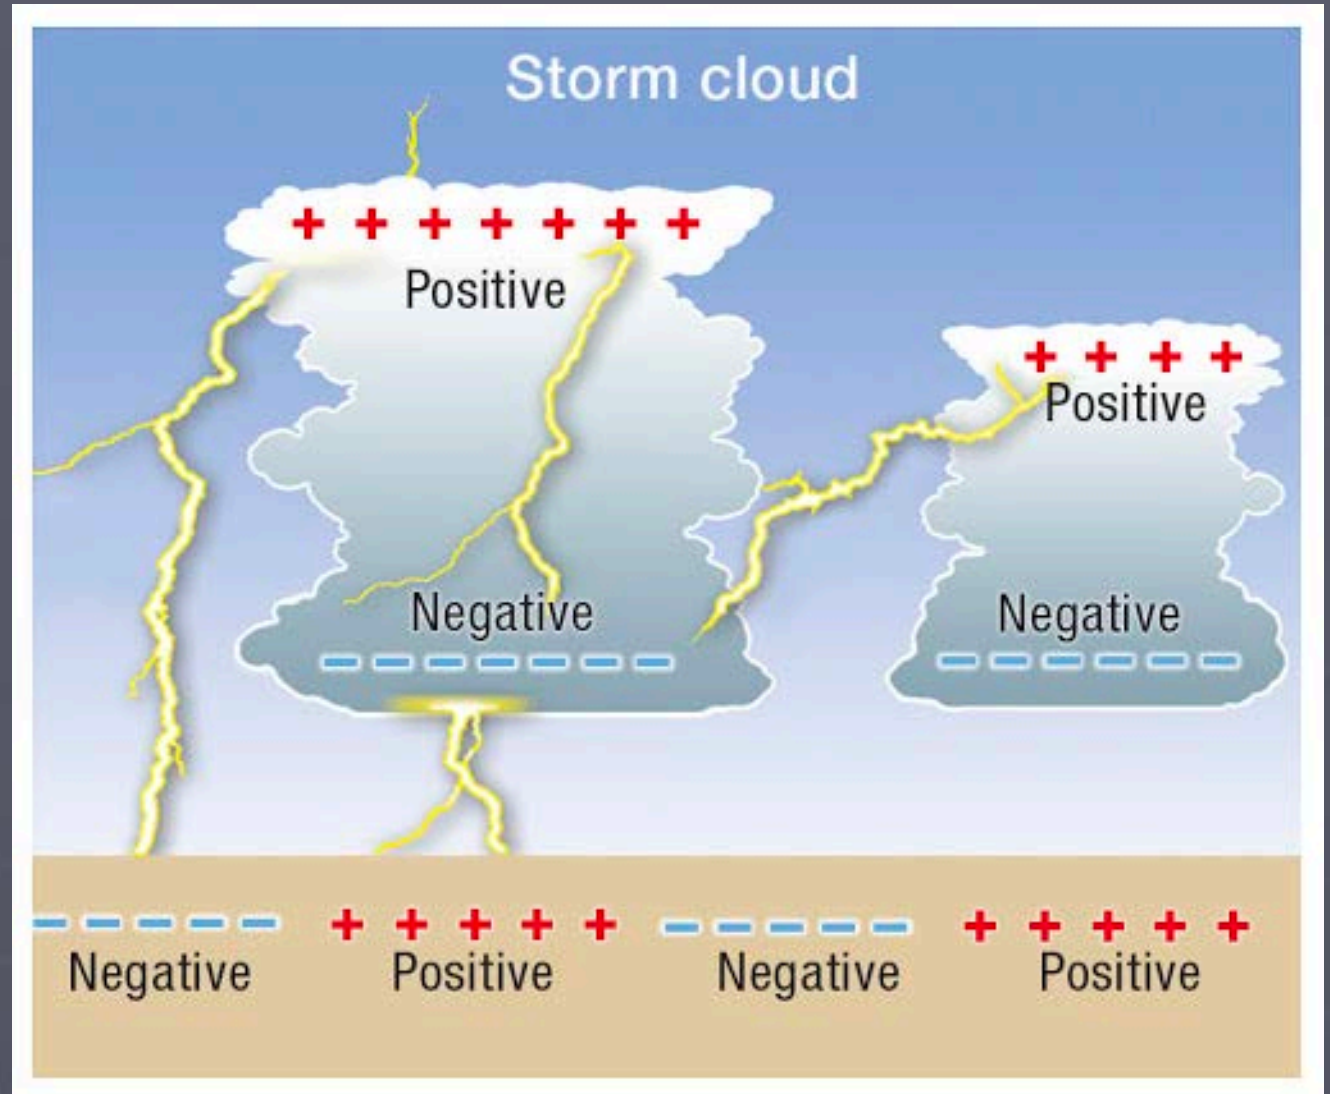 Storm cloud
+ + + + + + +
Positive
+ + + +
Positive
Negative
Negative
− − − − − − −
− − − − − −
− − − − −
+ + + + +
− − − − −
+ + + + +
Negative
Positive
Negative
Positive